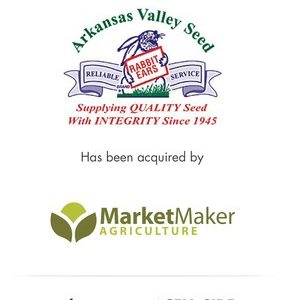 Arkansas Valley Seed
RABBIT
EARS
RELIABLE
BRAND
SERVICE
Supplying QUALITY Seed
With INTEGRITY Since 1945
Has been acquired by
MarketMaker
AGRICULTURE